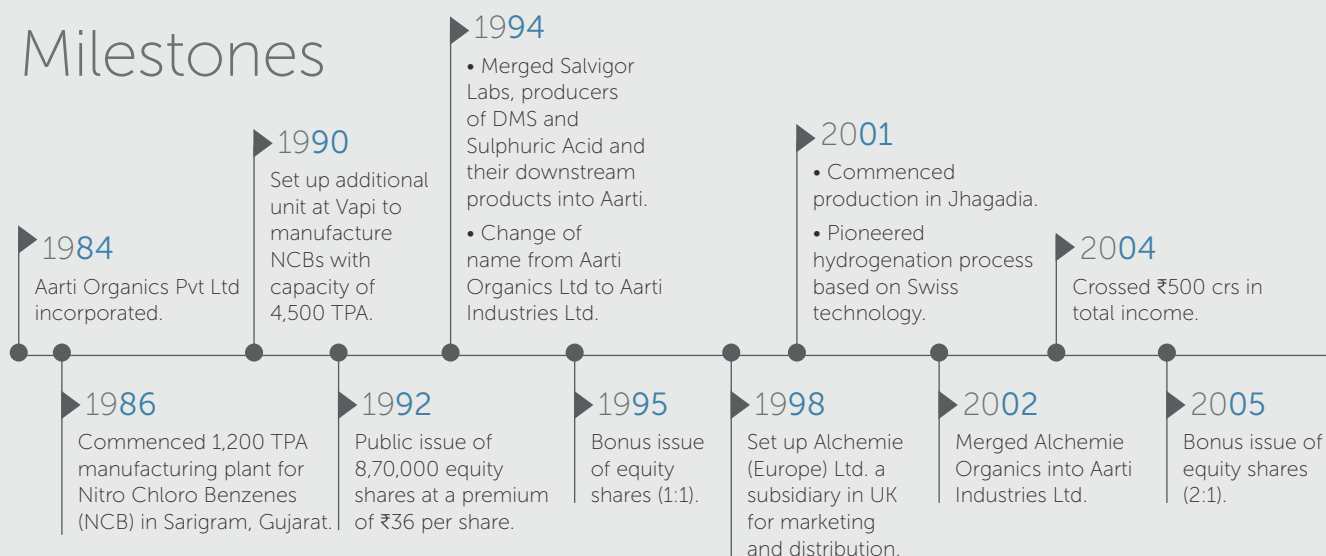 Milestones
1984
Aarti Organics Pvt Ltd
incorporated.
1986
Commenced 1,200 TPA
manufacturing plant for
Nitro Chloro Benzenes
(NCB) in Sarigram, Gujarat.
1990
Set up additional
unit at Vapi to
manufacture
NCBs with
capacity of
4,500 TPA.
1992
Public issue of
8,70,000 equity
shares at a premium
of ₹36 per share.
1994
• Merged Salvigor
Labs, producers
of DMS and
Sulphuric Acid and
their downstream
products into Aarti.
• Change of
name from Aarti
Organics Ltd to Aarti
Industries Ltd.
1995
Bonus issue
of equity
shares (1:1).
1998
Set up Alchemie
(Europe) Ltd. a
subsidiary in UK
for marketing
and distribution.
2001
• Commenced
production in Jhagadia.
• Pioneered
hydrogenation process
based on Swiss
technology.
2002
Merged Alchemie
Organics into Aarti
Industries Ltd.
2004
Crossed ₹500 crs in
total income.
2005
Bonus issue of
equity shares
(2:1).